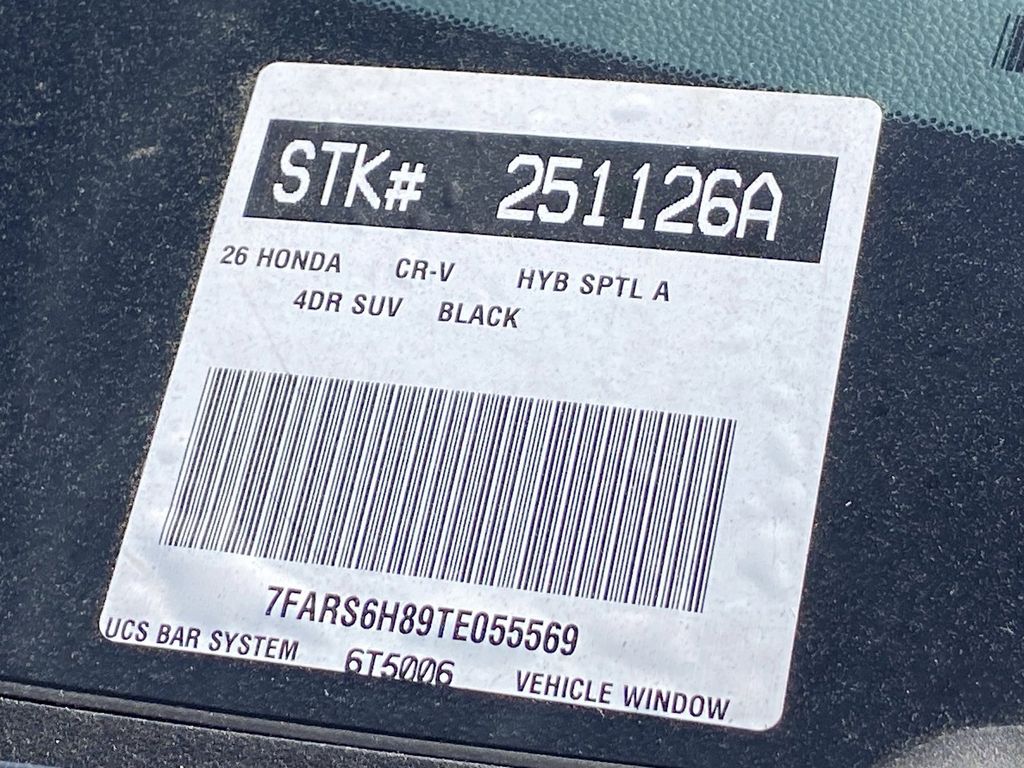 STK# 251126A
26 HONDA CR-V HYB SPTL A
4DR SUV BLACK
7FARS6H89TE055569
UCS BAR SYSTEM 6T5006 VEHICLE WINDOW